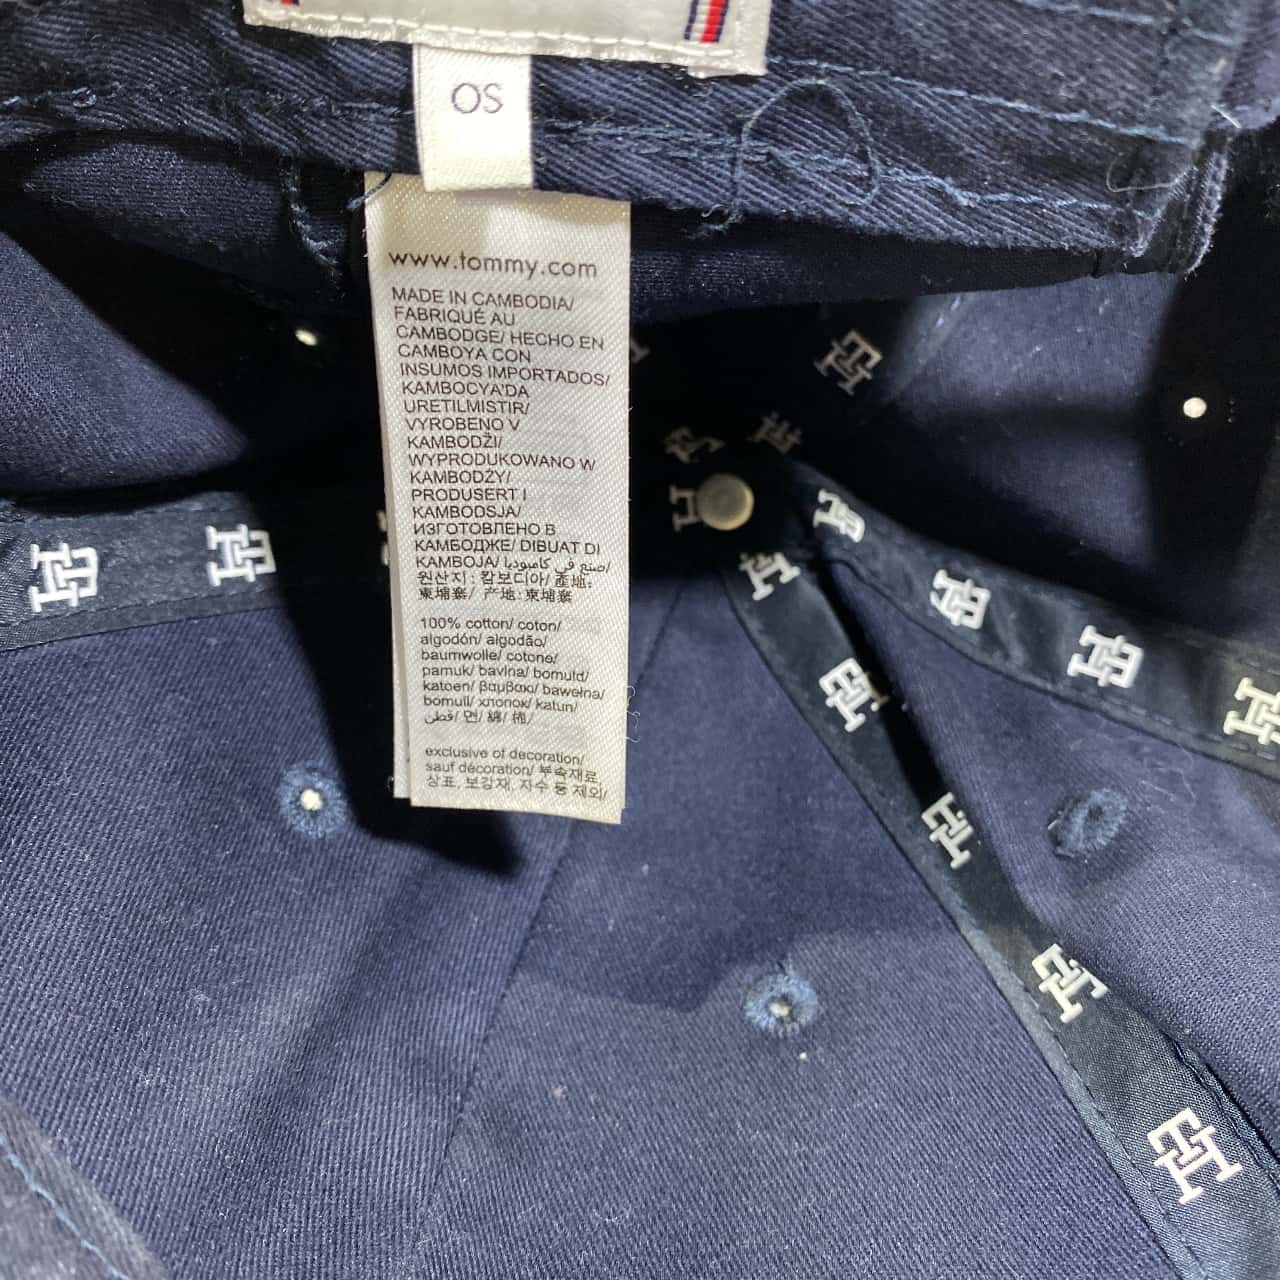 OS
www.tommy.com
MADE IN CAMBODIA/
FABRIQUÉ AU
CAMBODGE/ HECHO EN
CAMBOYA CON
INSUMOS IMPORTADOS/
KAMBOCYA'DA
URETILMISTIR/
VYROBENO V
KAMBODŽI/
WYPRODUKOWANO W
KAMBODŻY/
PRODUSERT I
KAMBODSJA/
ИЗГОТОВЛЕНО В
КАМБОДЖЕ/ DIBUAT DI
KAMBOJA/ صنع في كامبوديا/
원산지 : 캄보디아/ 產地:
柬埔寨/ 产地: 柬埔寨
100% cotton/ coton/
algodón/ algodão/
baumwolle/ cotone/
pamuk/ bavlna/ bomuld/
katoen/ βαμβακι/ bawełna/
bomull/ хлопок/ katun/
قطن/ 면/ 綿/ 棉/
exclusive of decoration/
sauf décoration/ 부속재료,
상표, 보강재, 자수 등 제외/